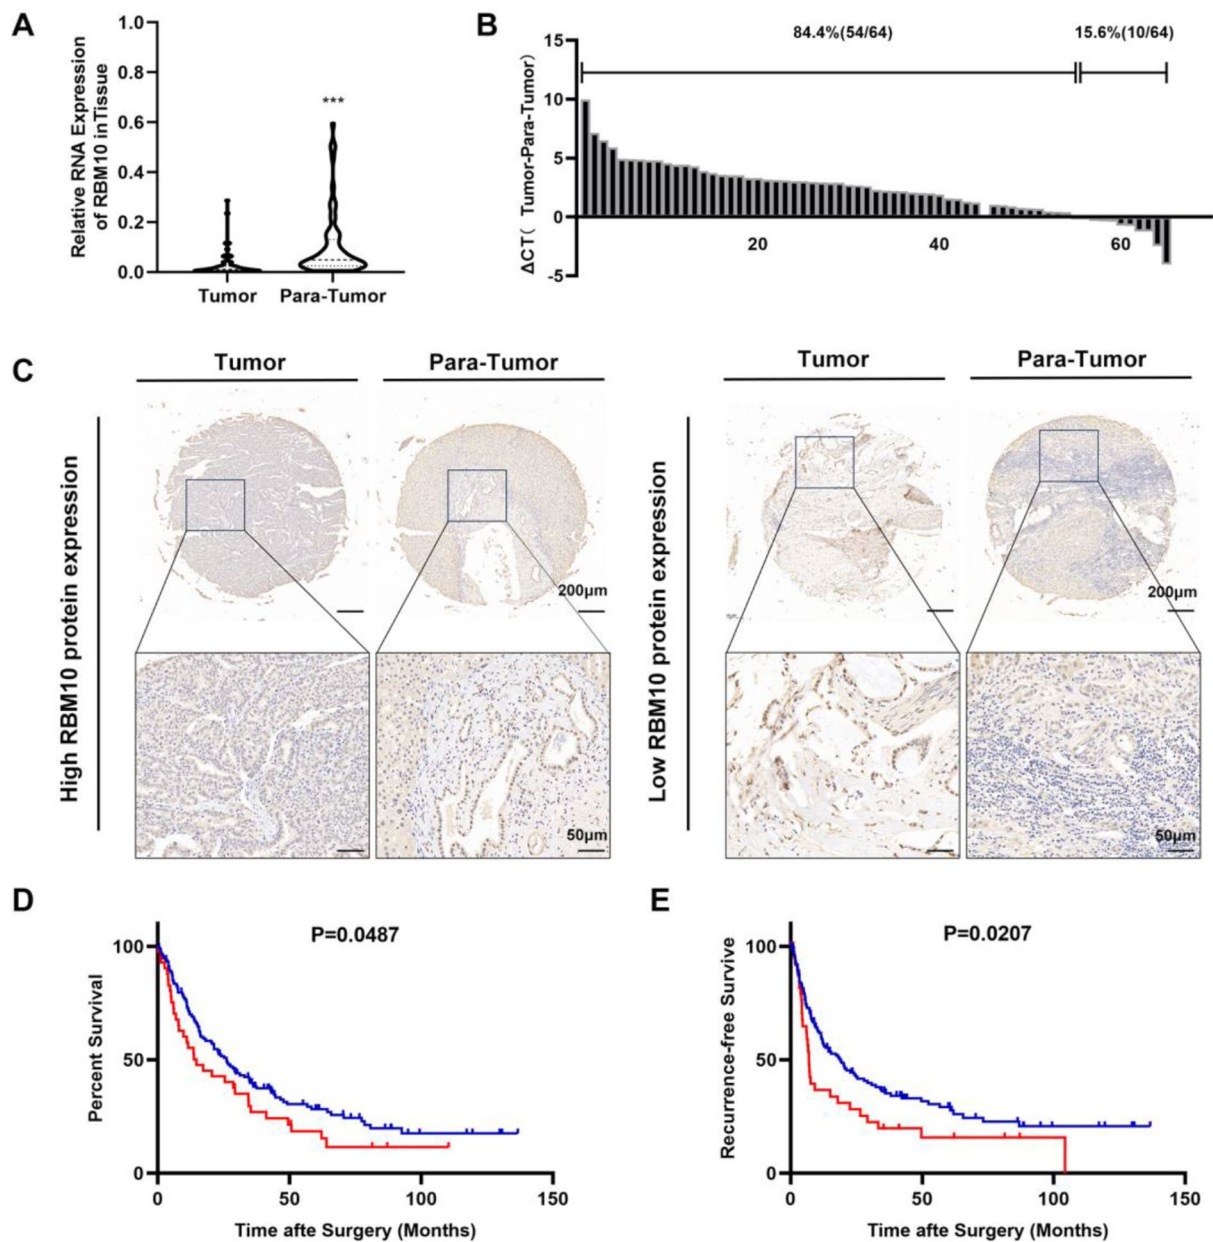 A
Relative RNA Expression
of RBM10 inTissue
1.0
0.8
0.6
0.4
0.2
0.0
***
Tumor
Para-Tumor
B
84.4%(54/64)
15.6%(10/64)
ΔCT( Tumor-Para-Tumor)
15
10
5
0
-5
20
40
60
C
Tumor
Para-Tumor
Tumor
Para-Tumor
High RBM10 protein expression
200μm
50μm
Low RBM10 protein expression
200μm
50μm
D
P=0.0487
Percent Survival
100
50
0
0
50
100
150
Time afte Surgery (Months)
E
P=0.0207
Recurrence-free Survive
100
50
0
0
50
100
150
Time afte Surgery (Months)